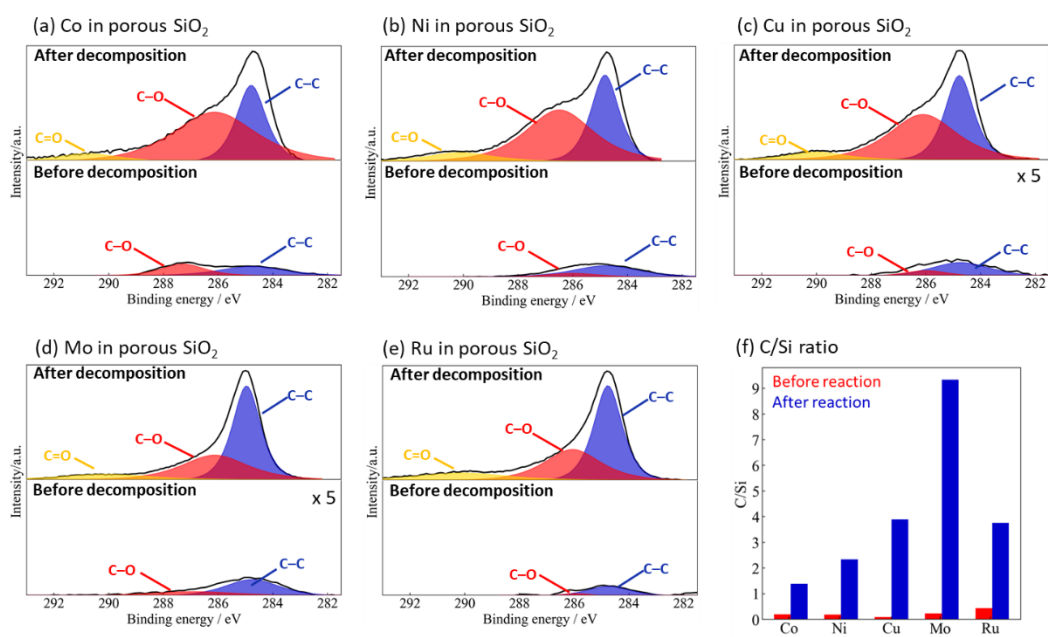 (a) Co in porous SiO₂
After decomposition
C–C
C–O
C=O
Before decomposition
C–O
C–C
Intensity/a.u.
292 290 288 286 284 282
Binding energy / eV
(b) Ni in porous SiO₂
After decomposition
C–C
C–O
C=O
Before decomposition
C–O
C–C
Intensity/a.u.
292 290 288 286 284 282
Binding energy / eV
(c) Cu in porous SiO₂
After decomposition
C–C
C–O
C=O
Before decomposition
x 5
C–O
C–C
Intensity/a.u.
292 290 288 286 284 282
Binding energy / eV
(d) Mo in porous SiO₂
After decomposition
C–C
C–O
C=O
Before decomposition
x 5
C–O
C–C
Intensity/a.u.
292 290 288 286 284 282
Binding energy / eV
(e) Ru in porous SiO₂
After decomposition
C–C
C–O
C=O
Before decomposition
C–O
C–C
Intensity/a.u.
292 290 288 286 284 282
Binding energy / eV
(f) C/Si ratio
Before reaction
After reaction
9
8
7
6
5
4
3
2
1
0
C/Si
Co Ni Cu Mo Ru